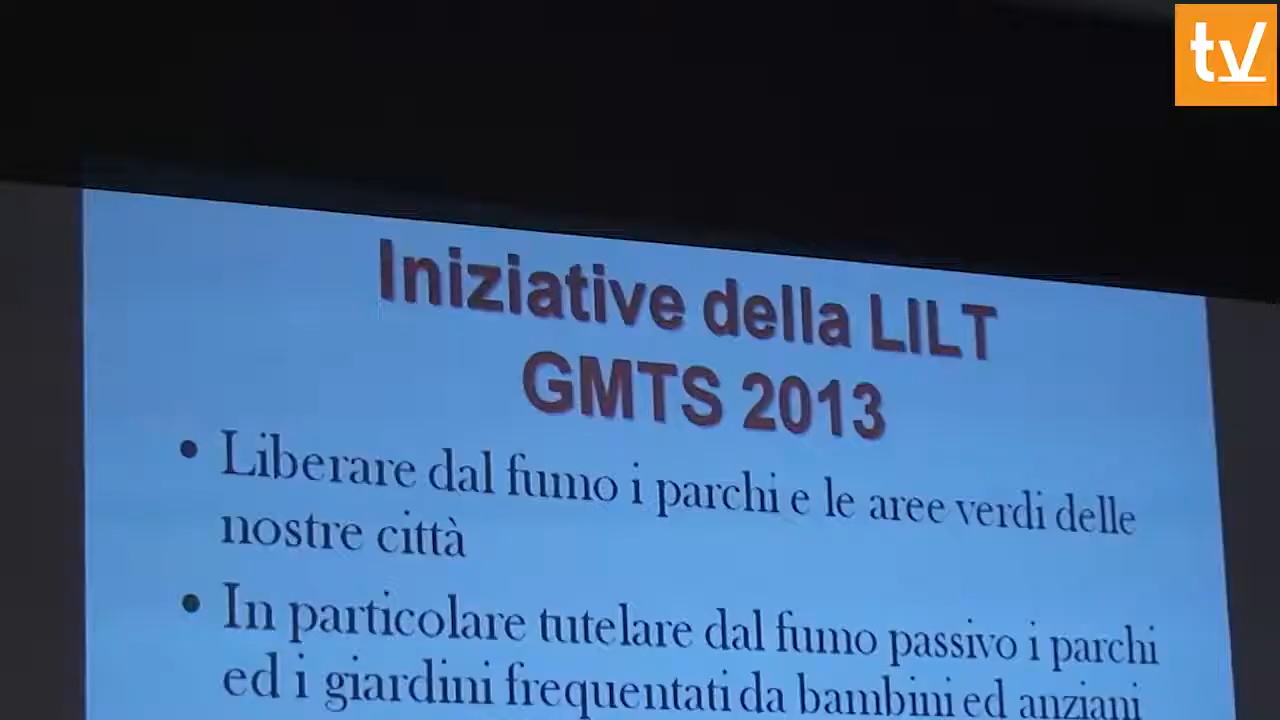 tv
Iniziative della LILT
GMTS 2013
• Liberare dal fumo i parchi e le aree verdi delle
nostre città
• In particolare tutelare dal fumo passivo i parchi
ed i giardini frequentati da bambini ed anziani